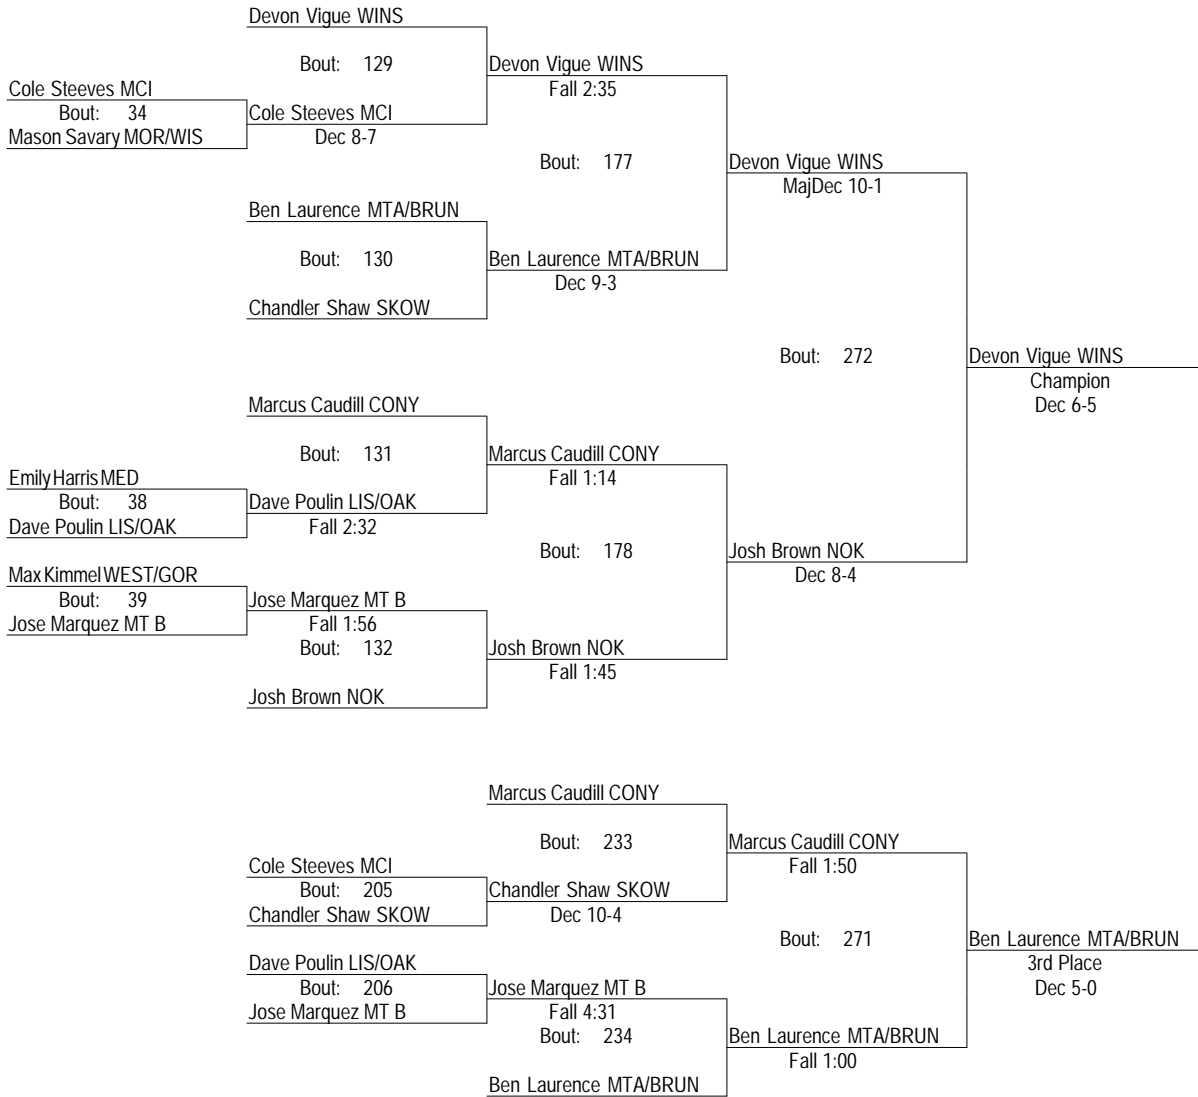 Devon Vigue WINS
Bout: 129
Devon Vigue WINS
Fall 2:35
Cole Steeves MCI
Bout: 34
Cole Steeves MCI
Mason Savary MOR/WIS
Dec 8-7
Bout: 177
Devon Vigue WINS
MajDec 10-1
Ben Laurence MTA/BRUN
Bout: 130
Ben Laurence MTA/BRUN
Dec 9-3
Chandler Shaw SKOW
Bout: 272
Devon Vigue WINS
Champion
Dec 6-5
Marcus Caudill CONY
Bout: 131
Marcus Caudill CONY
Fall 1:14
Emily Harris MED
Bout: 38
Dave Poulin LIS/OAK
Dave Poulin LIS/OAK
Fall 2:32
Bout: 178
Josh Brown NOK
Dec 8-4
Max Kimmel WEST/GOR
Bout: 39
Jose Marquez MT B
Jose Marquez MT B
Fall 1:56
Bout: 132
Josh Brown NOK
Fall 1:45
Josh Brown NOK
Marcus Caudill CONY
Bout: 233
Marcus Caudill CONY
Fall 1:50
Cole Steeves MCI
Bout: 205
Chandler Shaw SKOW
Chandler Shaw SKOW
Dec 10-4
Bout: 271
Ben Laurence MTA/BRUN
3rd Place
Dec 5-0
Dave Poulin LIS/OAK
Bout: 206
Jose Marquez MT B
Jose Marquez MT B
Fall 4:31
Bout: 234
Ben Laurence MTA/BRUN
Fall 1:00
Ben Laurence MTA/BRUN